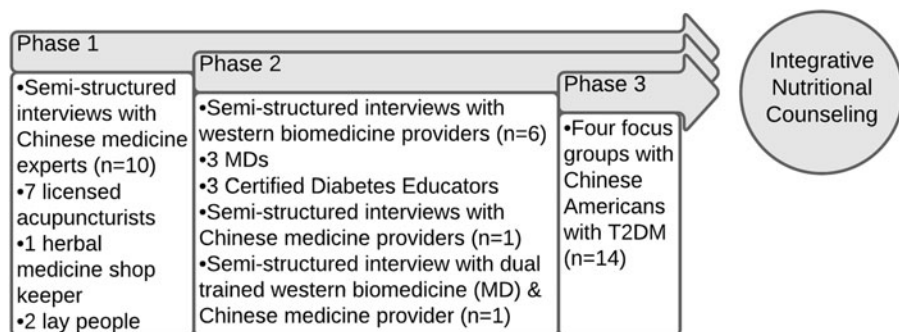 Phase 1
•Semi-structured
interviews with
Chinese medicine
experts (n=10)
•7 licensed
acupuncturists
•1 herbal
medicine shop
keeper
•2 lay people
Phase 2
•Semi-structured interviews with
western biomedicine providers (n=6)
•3 MDs
•3 Certified Diabetes Educators
•Semi-structured interviews with
Chinese medicine providers (n=1)
•Semi-structured interview with dual
trained western biomedicine (MD) &
Chinese medicine provider (n=1)
Phase 3
•Four focus
groups with
Chinese
Americans
with T2DM
(n=14)
Integrative
Nutritional
Counseling